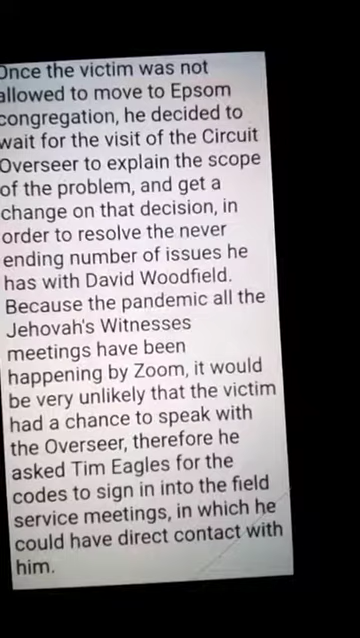 Once the victim was not
allowed to move to Epsom
congregation, he decided to
wait for the visit of the Circuit
Overseer to explain the scope
of the problem, and get a
change on that decision, in
order to resolve the never
ending number of issues he
has with David Woodfield.
Because the pandemic all the
Jehovah's Witnesses
meetings have been
happening by Zoom, it would
be very unlikely that the victim
had a chance to speak with
the Overseer, therefore he
asked Tim Eagles for the
codes to sign in into the field
service meetings, in which he
could have direct contact with
him.